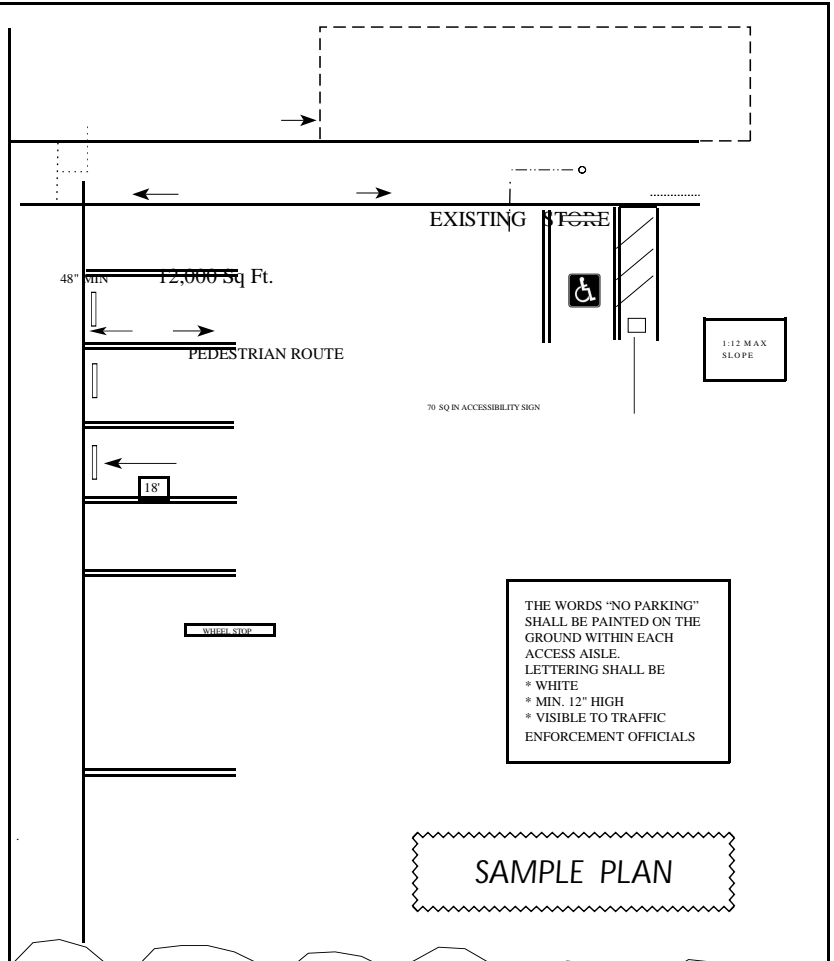 EXISTING STORE
48" MIN
12,000 Sq Ft.
PEDESTRIAN ROUTE
1:12 MAX
SLOPE
70 SQ IN ACCESSIBILITY SIGN
18'
THE WORDS “NO PARKING”
SHALL BE PAINTED ON THE
GROUND WITHIN EACH
ACCESS AISLE.
LETTERING SHALL BE
* WHITE
* MIN. 12" HIGH
* VISIBLE TO TRAFFIC
ENFORCEMENT OFFICIALS
WHEEL STOP
SAMPLE PLAN